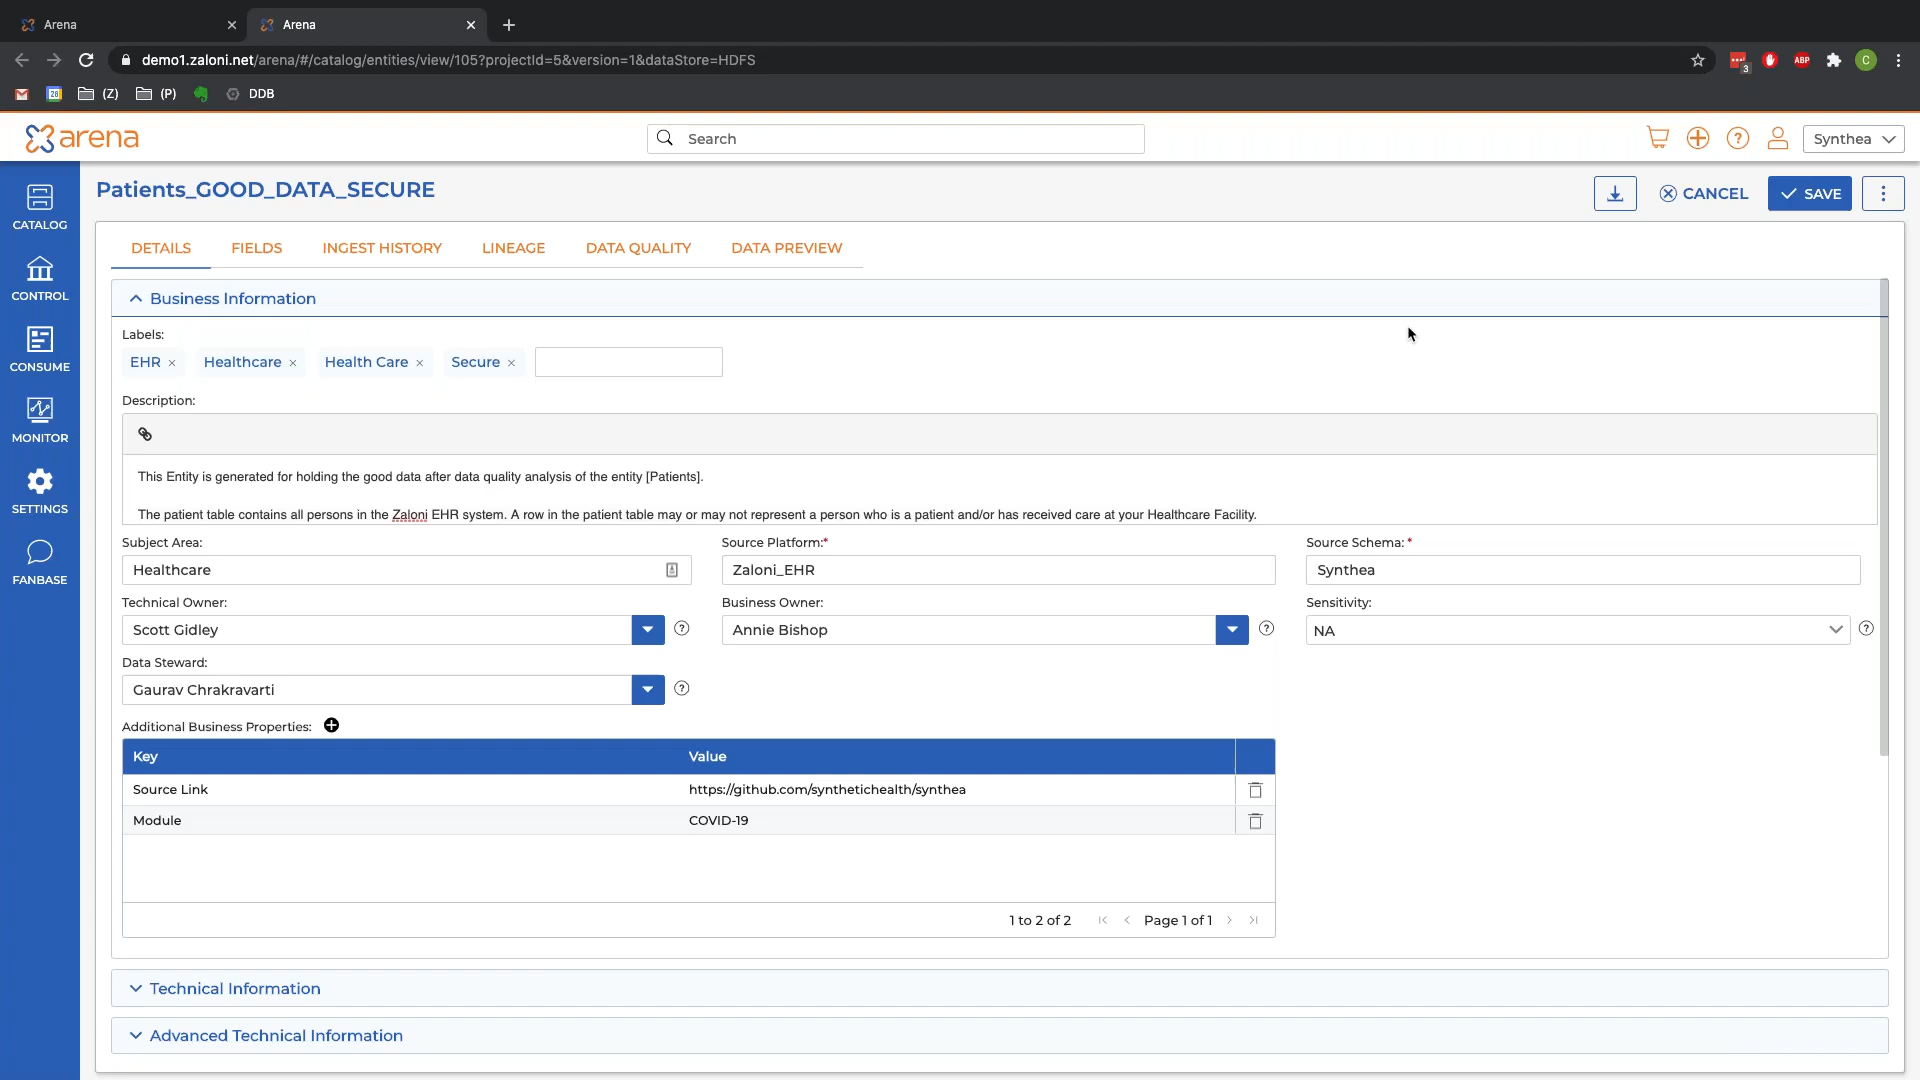 Arena
Arena
demo1.zaloni.net/arena/#/catalog/entities/view/105?projectId=5&version=1&dataStore=HDFS
3
ABP
C
28
(Z)
(P)
DDB
arena
Search
Synthea
CATALOG
CONTROL
CONSUME
MONITOR
SETTINGS
FANBASE
Patients_GOOD_DATA_SECURE
CANCEL
SAVE
DETAILS
FIELDS
INGEST HISTORY
LINEAGE
DATA QUALITY
DATA PREVIEW
Business Information
Labels:
EHR ×
Healthcare ×
Health Care ×
Secure ×
Description:
This Entity is generated for holding the good data after data quality analysis of the entity [Patients].
The patient table contains all persons in the Zaloni EHR system. A row in the patient table may or may not represent a person who is a patient and/or has received care at your Healthcare Facility.
Subject Area:
Healthcare
Source Platform:*
Zaloni_EHR
Source Schema: *
Synthea
Technical Owner:
Scott Gidley
Business Owner:
Annie Bishop
Sensitivity:
NA
Data Steward:
Gaurav Chrakravarti
Additional Business Properties:
Key Value
Source Link https://github.com/synthetichealth/synthea
Module COVID-19
1 to 2 of 2 Page 1 of 1
Technical Information
Advanced Technical Information